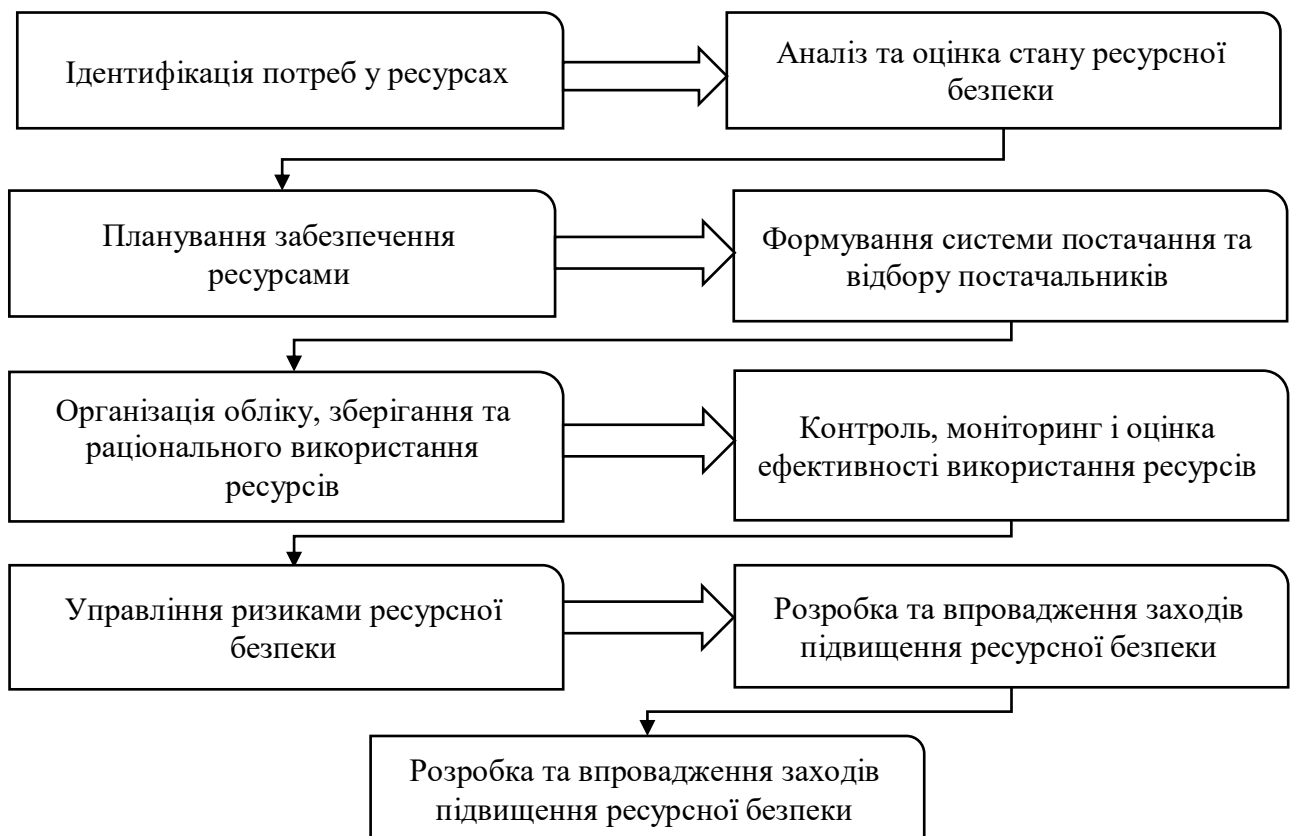 Ідентифікація потреб у ресурсах
Аналіз та оцінка стану ресурсної
безпеки
Планування забезпечення
ресурсами
Формування системи постачання та
відбору постачальників
Організація обліку, зберігання та
раціонального використання
ресурсів
Контроль, моніторинг і оцінка
ефективності використання ресурсів
Управління ризиками ресурсної
безпеки
Розробка та впровадження заходів
підвищення ресурсної безпеки
Розробка та впровадження заходів
підвищення ресурсної безпеки